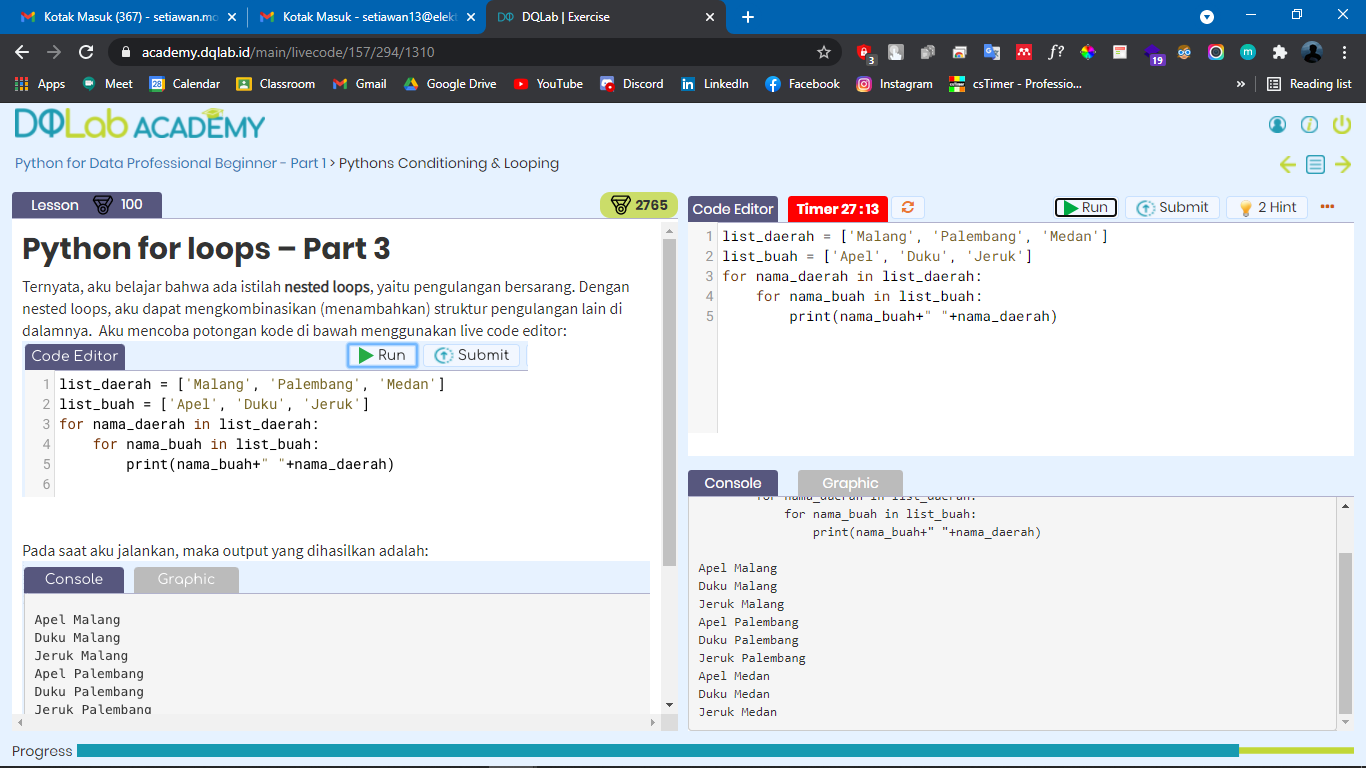 Kotak Masuk (367) - setiawan.mo
Kotak Masuk - setiawan13@elekt
DQLab | Exercise
academy.dqlab.id/main/livecode/157/294/1310
3
f?
19
Apps
Meet
28
Calendar
Classroom
Gmail
Google Drive
YouTube
Discord
LinkedIn
Facebook
Instagram
csTimer - Professio...
»
Reading list
DQLab ACADEMY
Python for Data Professional Beginner - Part 1 > Pythons Conditioning & Looping
Lesson 100
2765
Python for loops – Part 3
Ternyata, aku belajar bahwa ada istilah nested loops, yaitu pengulangan bersarang. Dengan
nested loops, aku dapat mengkombinasikan (menambahkan) struktur pengulangan lain di
dalamnya. Aku mencoba potongan kode di bawah menggunakan live code editor:
Code Editor Run Submit
1 list_daerah = ['Malang', 'Palembang', 'Medan']
2 list_buah = ['Apel', 'Duku', 'Jeruk']
3 for nama_daerah in list_daerah:
4     for nama_buah in list_buah:
5         print(nama_buah+" "+nama_daerah)
6
Pada saat aku jalankan, maka output yang dihasilkan adalah:
Console Graphic
Apel Malang
Duku Malang
Jeruk Malang
Apel Palembang
Duku Palembang
Jeruk Palembang
Code Editor Timer 27:13 Run Submit 2 Hint
1 list_daerah = ['Malang', 'Palembang', 'Medan']
2 list_buah = ['Apel', 'Duku', 'Jeruk']
3 for nama_daerah in list_daerah:
4     for nama_buah in list_buah:
5         print(nama_buah+" "+nama_daerah)
Console Graphic
for nama_daerah in list_daerah:
for nama_buah in list_buah:
print(nama_buah+" "+nama_daerah)
Apel Malang
Duku Malang
Jeruk Malang
Apel Palembang
Duku Palembang
Jeruk Palembang
Apel Medan
Duku Medan
Jeruk Medan
Progress